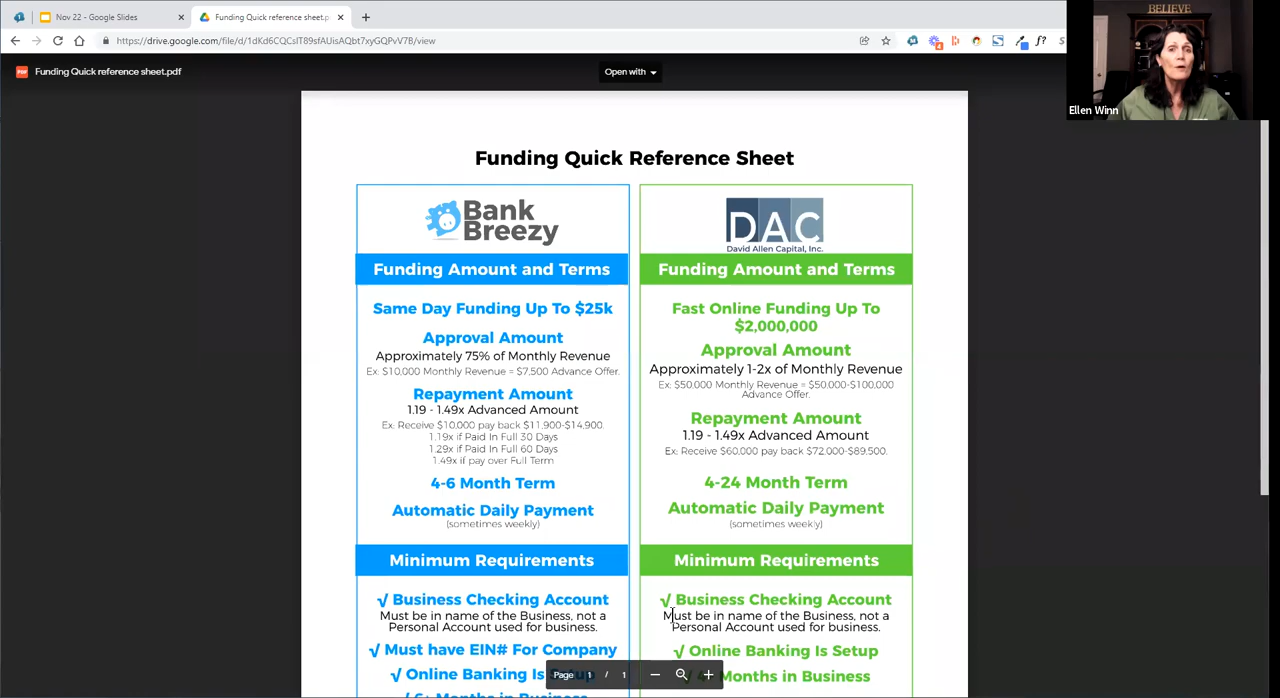 Nov 22 - Google Slides
Funding Quick reference sheet.p
https://drive.google.com/file/d/1dKd6CQCsIT89sfAUisAQbt7xyGQPvV7B/view
BELIEVE
Funding Quick reference sheet.pdf
Open with
Ellen Winn
Funding Quick Reference Sheet
Bank
Breezy
Funding Amount and Terms
Same Day Funding Up To $25k
Approval Amount
Approximately 75% of Monthly Revenue
Ex: $10,000 Monthly Revenue = $7,500 Advance Offer.
Repayment Amount
1.19 - 1.49x Advanced Amount
Ex: Receive $10,000 pay back $11,900-$14,900.
1.19x if Paid In Full 30 Days
1.29x if Paid In Full 60 Days
1.49x if pay over Full Term
4-6 Month Term
Automatic Daily Payment
(sometimes weekly)
Minimum Requirements
√ Business Checking Account
Must be in name of the Business, not a
Personal Account used for business.
√ Must have EIN# For Company
√ Online Banking Is
DAC
David Allen Capital, Inc.
Funding Amount and Terms
Fast Online Funding Up To
$2,000,000
Approval Amount
Approximately 1-2x of Monthly Revenue
Ex: $50,000 Monthly Revenue = $50,000-$100,000
Advance Offer.
Repayment Amount
1.19 - 1.49x Advanced Amount
Ex: Receive $60,000 pay back $72,000-$89,500.
4-24 Month Term
Automatic Daily Payment
(sometimes weekly)
Minimum Requirements
√ Business Checking Account
Must be in name of the Business, not a
Personal Account used for business.
√ Online Banking Is Setup
Months in Business
Page 1 / 1